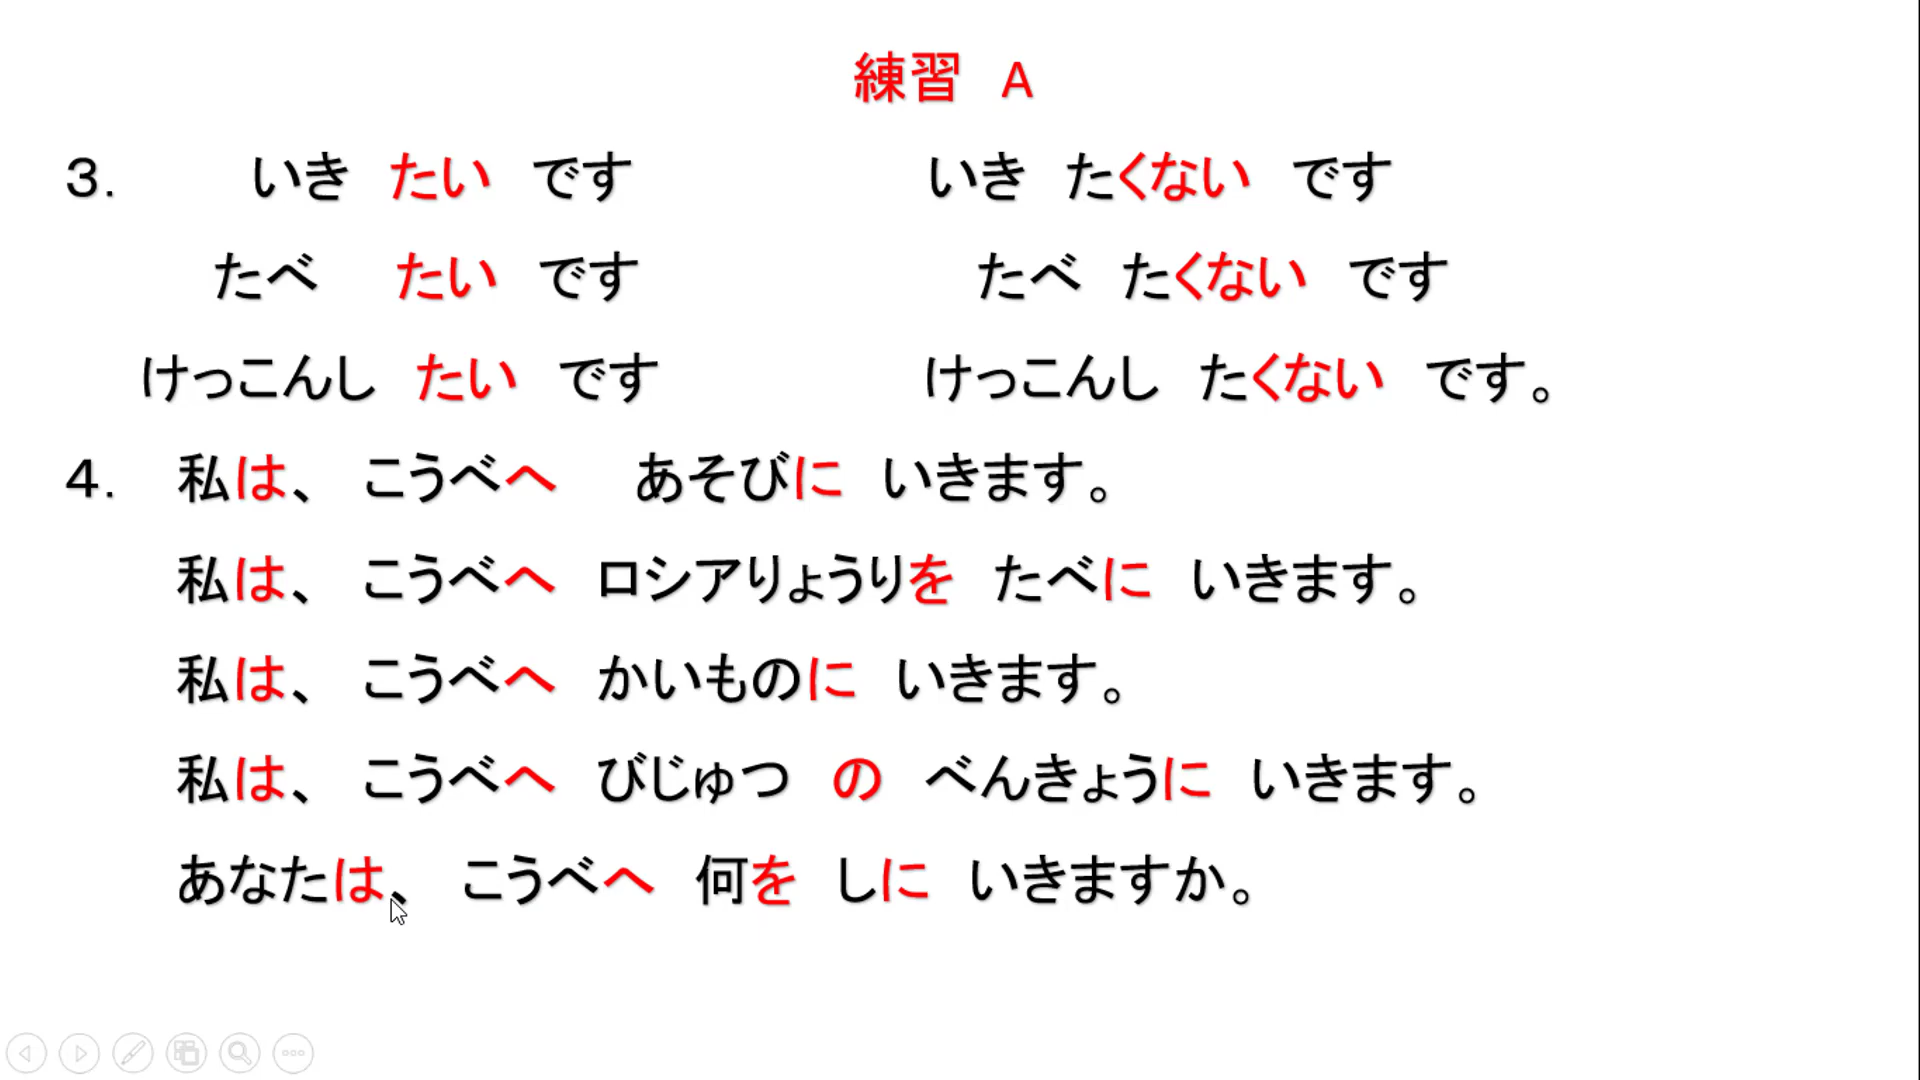 練習　A
３．　いき　たい　です　　いき　たくない　です
たべ　たい　です　　たべ　たくない　です
けっこんし　たい　です　　けっこんし　たくない　です。
４．　私は、　こうべへ　あそびに　いきます。
私は、　こうべへ　ロシアりょうりを　たべに　いきます。
私は、　こうべへ　かいものに　いきます。
私は、　こうべへ　びじゅつ　の　べんきょうに　いきます。
あなたは、　こうべへ　何を　しに　いきますか。